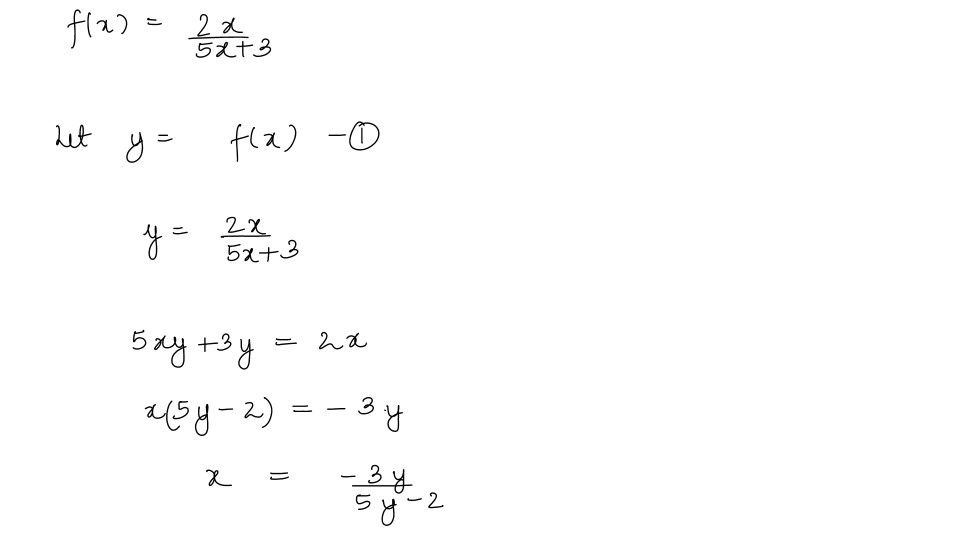 f(x) = 2x / 5x+3
Let y = f(x) - ①
y = 2x / 5x+3
5xy + 3y = 2x
x(5y - 2) = - 3y
x = -3y / 5y - 2